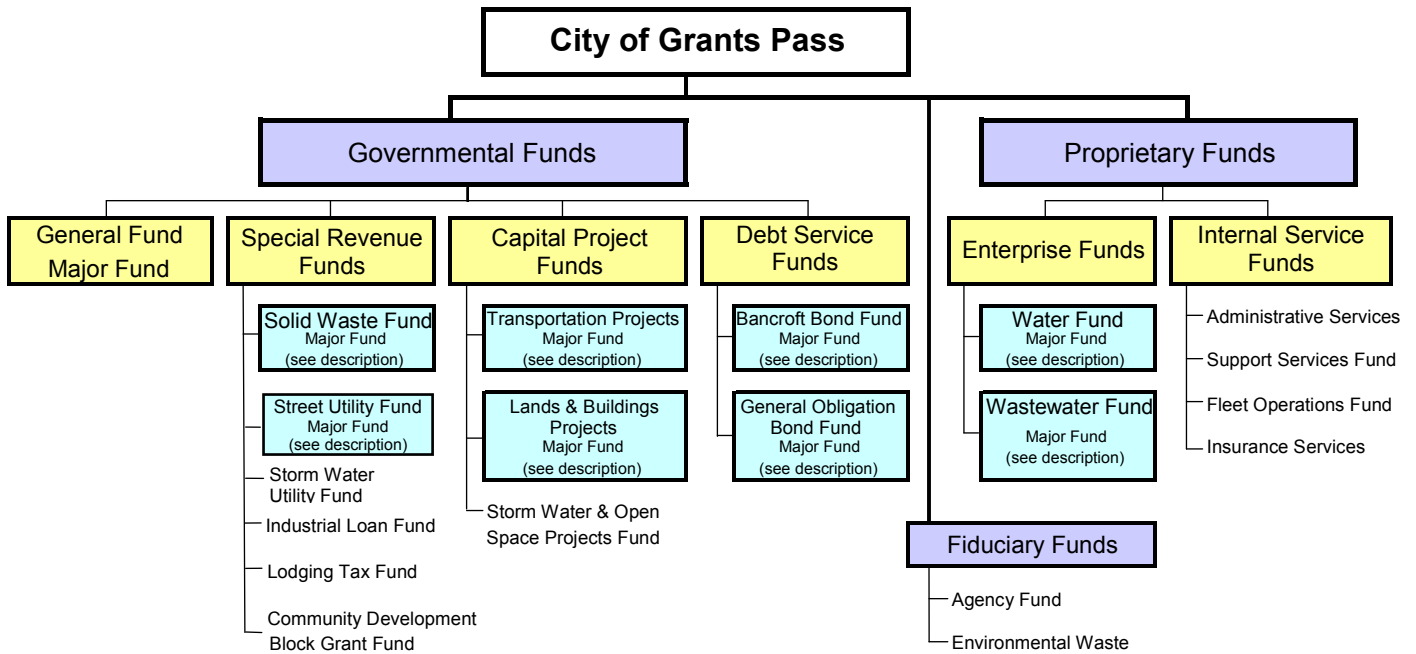 City of Grants Pass
Governmental Funds
Proprietary Funds
General Fund
Major Fund
Special Revenue
Funds
Capital Project
Funds
Debt Service
Funds
Enterprise Funds
Internal Service
Funds
Solid Waste Fund
Major Fund
(see description)
Street Utility Fund
Major Fund
(see description)
Storm Water
Utility Fund
Industrial Loan Fund
Lodging Tax Fund
Community Development
Block Grant Fund
Transportation Projects
Major Fund
(see description)
Lands & Buildings
Projects
Major Fund
(see description)
Storm Water & Open
Space Projects Fund
Bancroft Bond Fund
Major Fund
(see description)
General Obligation
Bond Fund
Major Fund
(see description)
Water Fund
Major Fund
(see description)
Wastewater Fund
Major Fund
(see description)
Administrative Services
Support Services Fund
Fleet Operations Fund
Insurance Services
Fiduciary Funds
Agency Fund
Environmental Waste